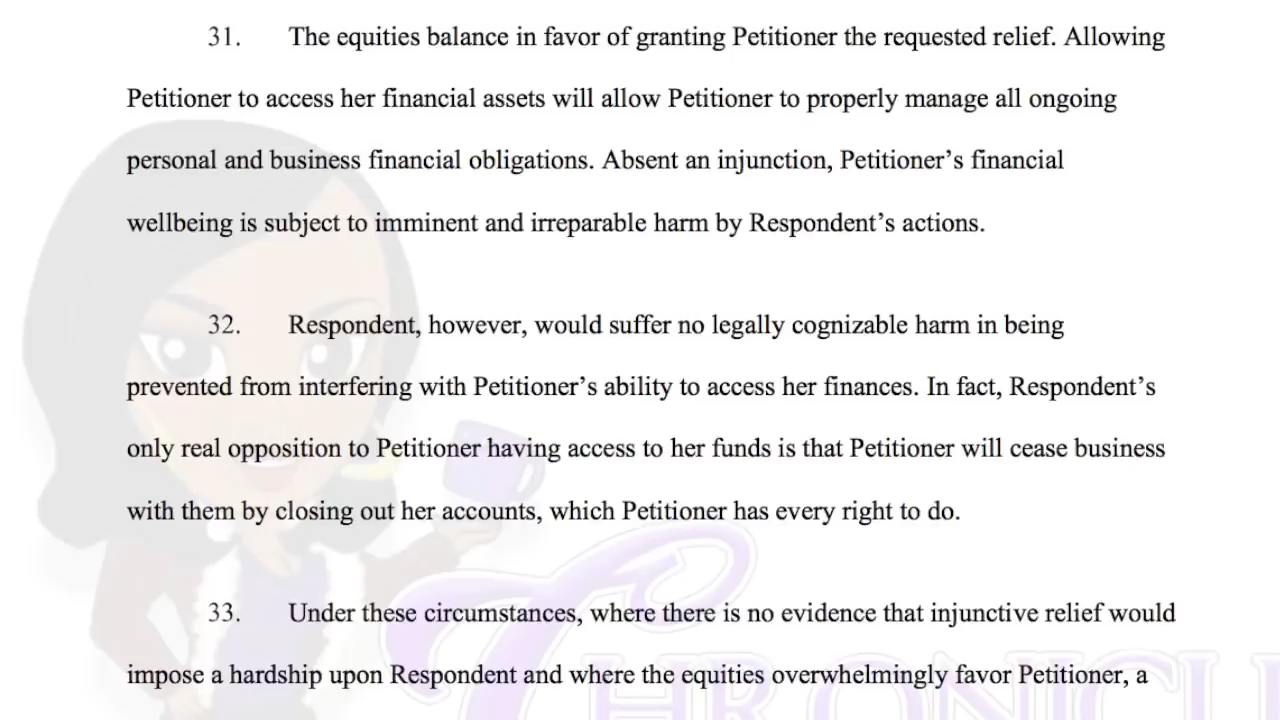 31. The equities balance in favor of granting Petitioner the requested relief. Allowing
Petitioner to access her financial assets will allow Petitioner to properly manage all ongoing
personal and business financial obligations. Absent an injunction, Petitioner’s financial
wellbeing is subject to imminent and irreparable harm by Respondent’s actions.
32. Respondent, however, would suffer no legally cognizable harm in being
prevented from interfering with Petitioner’s ability to access her finances. In fact, Respondent’s
only real opposition to Petitioner having access to her funds is that Petitioner will cease business
with them by closing out her accounts, which Petitioner has every right to do.
33. Under these circumstances, where there is no evidence that injunctive relief would
impose a hardship upon Respondent and where the equities overwhelmingly favor Petitioner, a